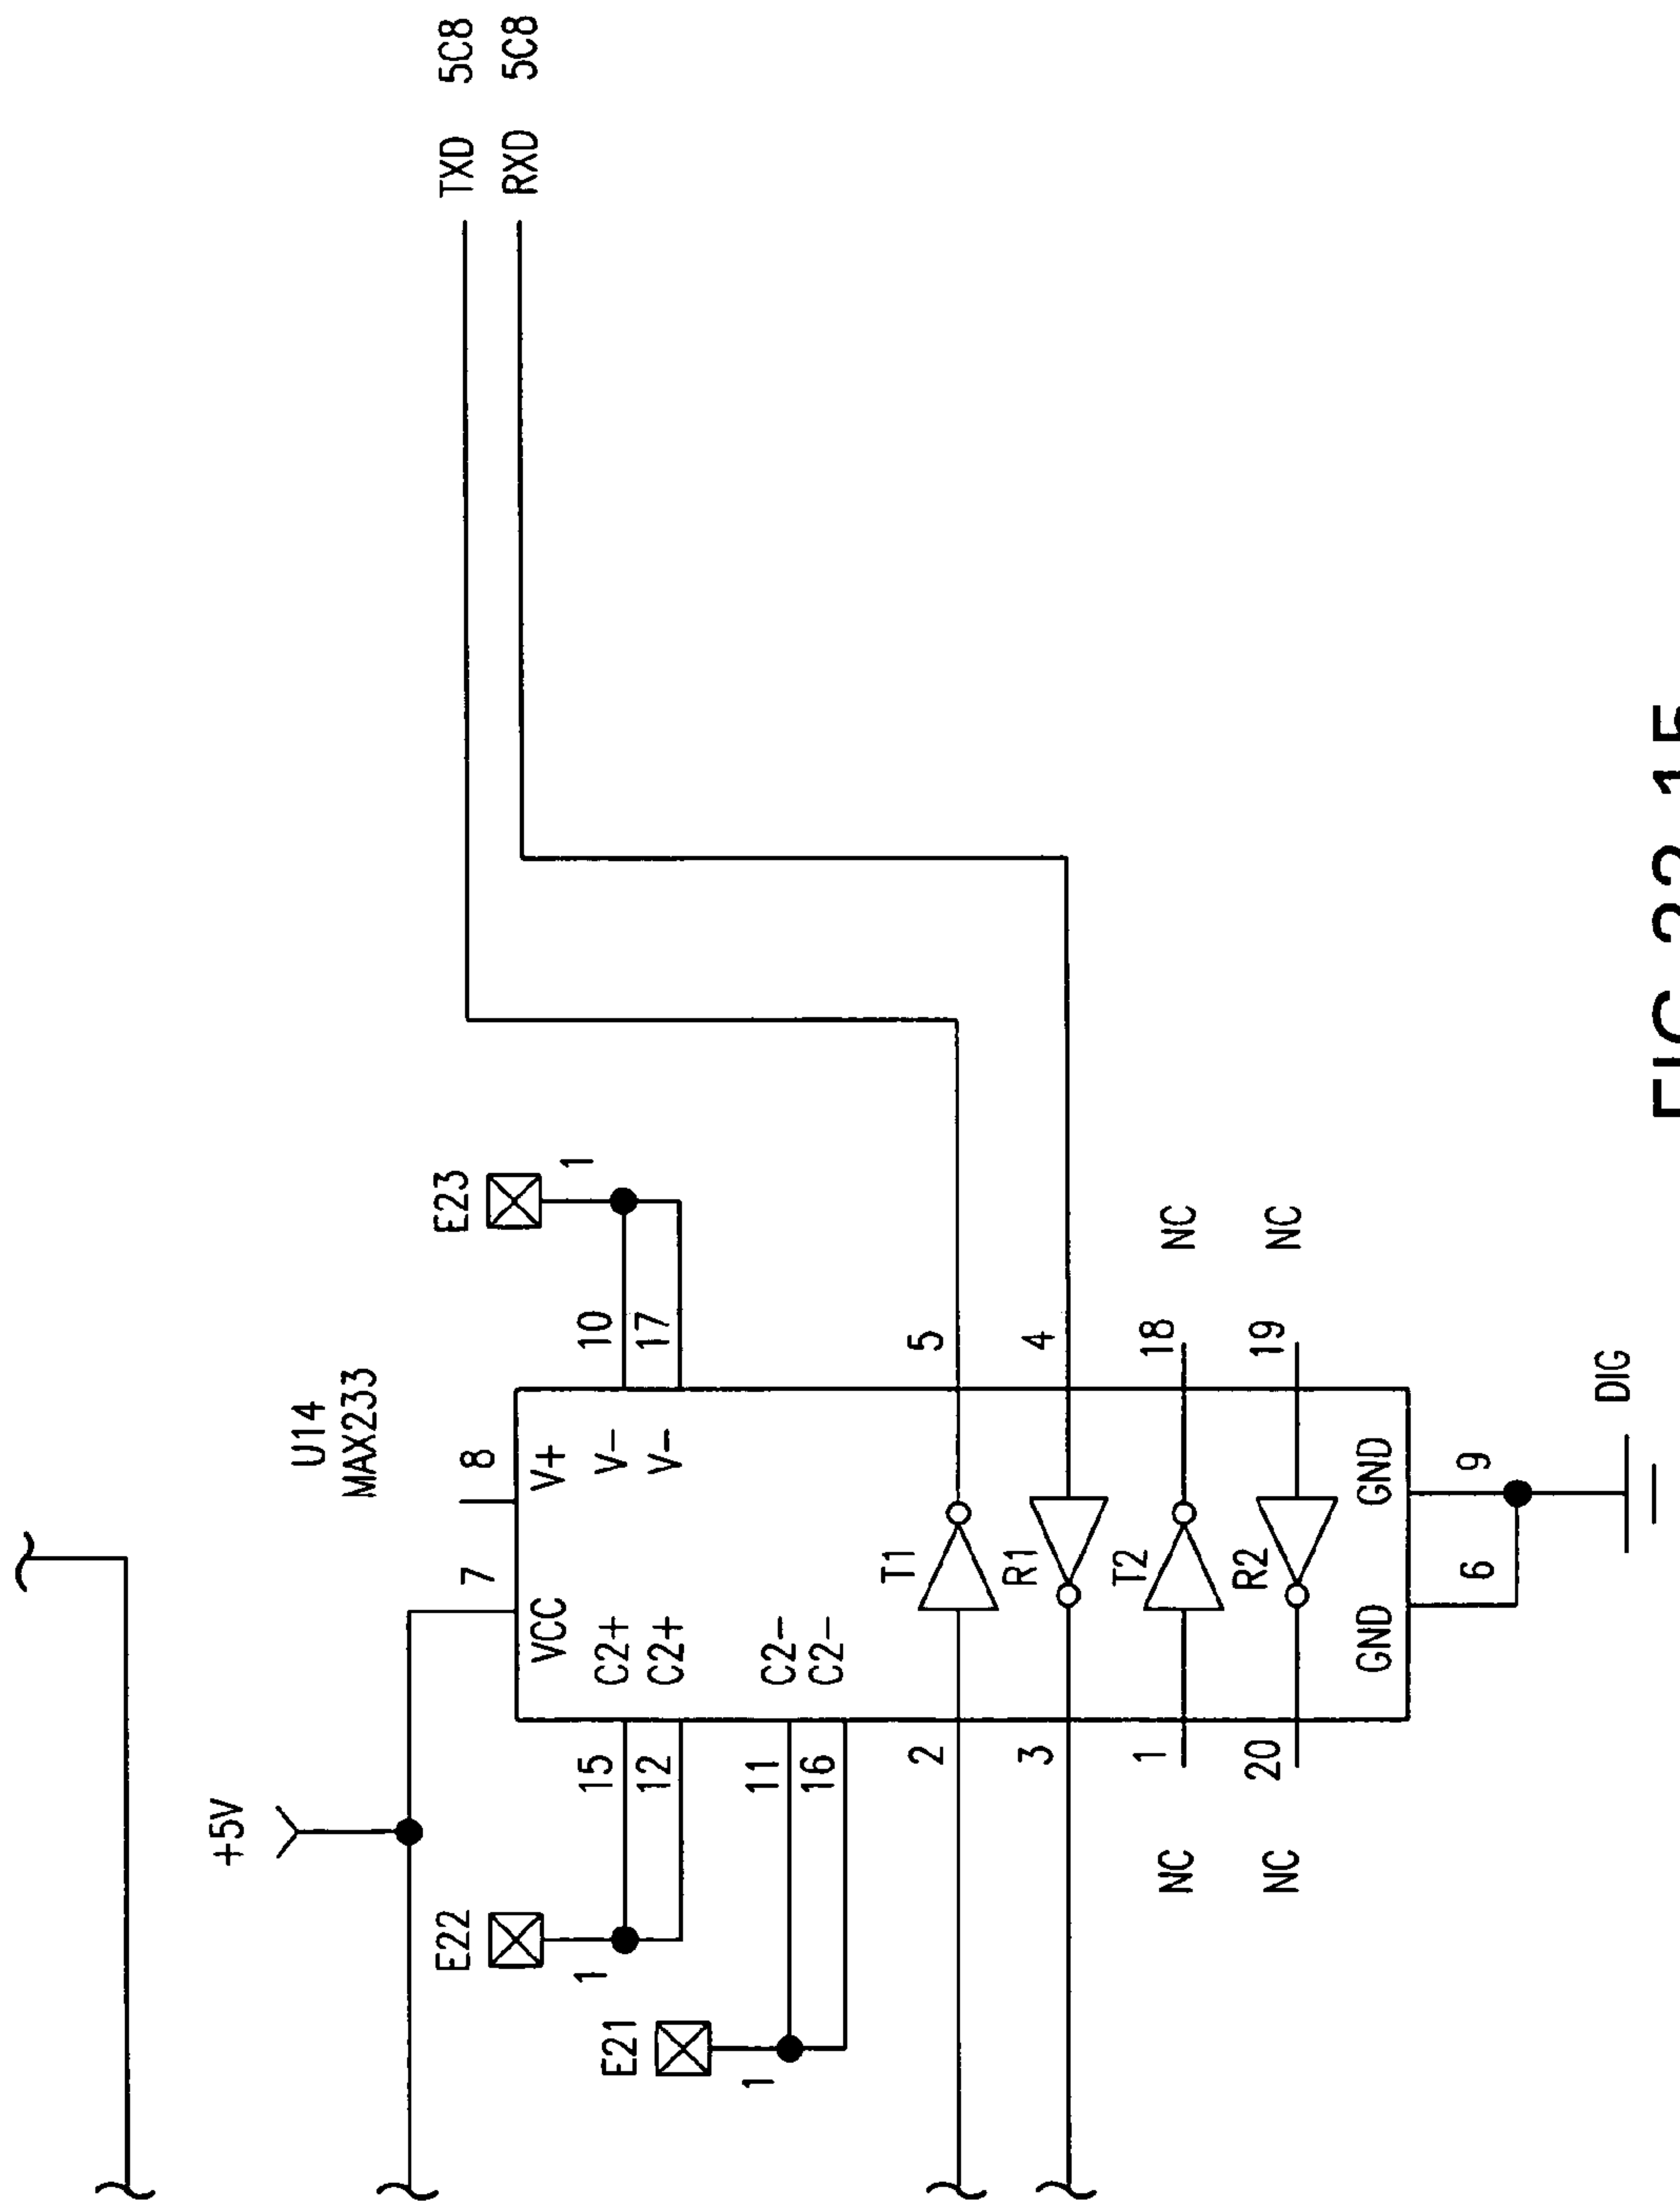 TXD 5C8
RXD 5C8
+5V
U14
MAX233
E22
1
E21
1
E23
1
7
8
VCC
V+
15
C2+
V-
10
12
C2+
V-
17
11
C2-
16
C2-
2
T1
5
3
R1
4
NC
1
T2
18
NC
NC
20
R2
19
NC
GND
GND
6
9
DIG